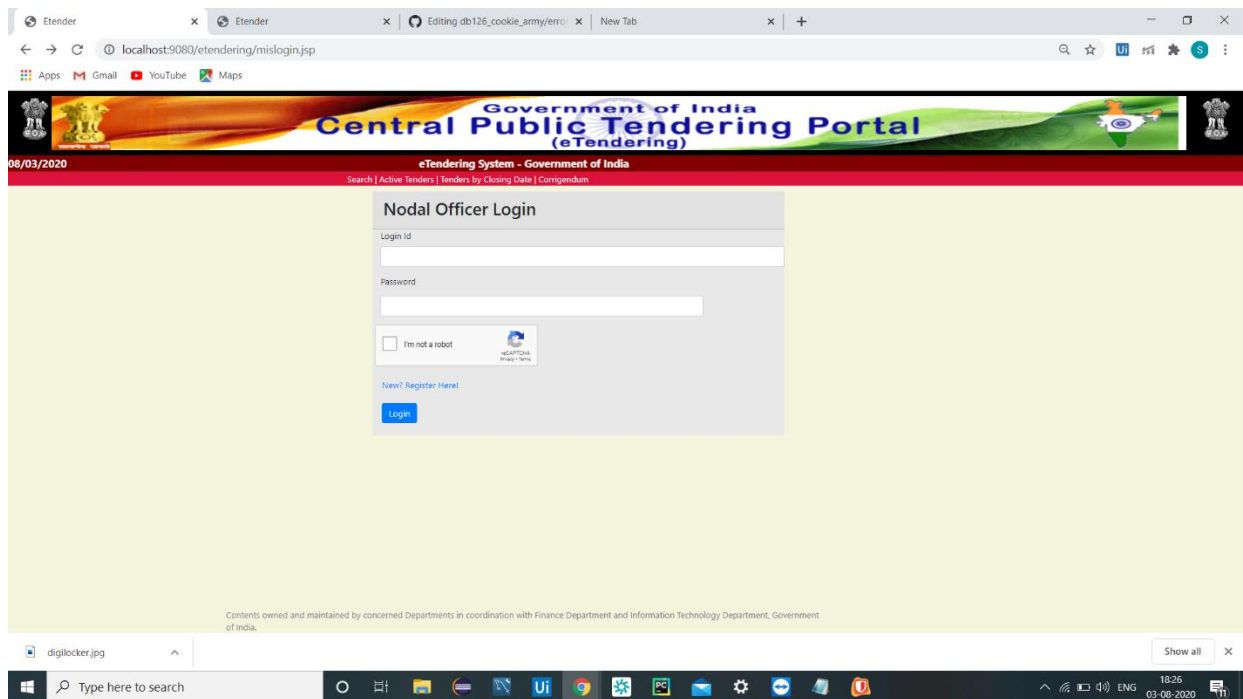 Etender
Etender
Editing db126_cookie_army/erro
New Tab
localhost:9080/etendering/mislogin.jsp
Apps
Gmail
YouTube
Maps
Government of India
Central Public Tendering Portal
(eTendering)
08/03/2020
eTendering System - Government of India
Search | Active Tenders | Tenders by Closing Date | Corrigendum
Nodal Officer Login
Login Id
Password
I'm not a robot
reCAPTCHA
Privacy - Terms
New? Register Here!
Login
Contents owned and maintained by concerned Departments in coordination with Finance Department and Information Technology Department, Government
of India.
digilocker.jpg
Show all
Type here to search
ENG
18:26
03-08-2020